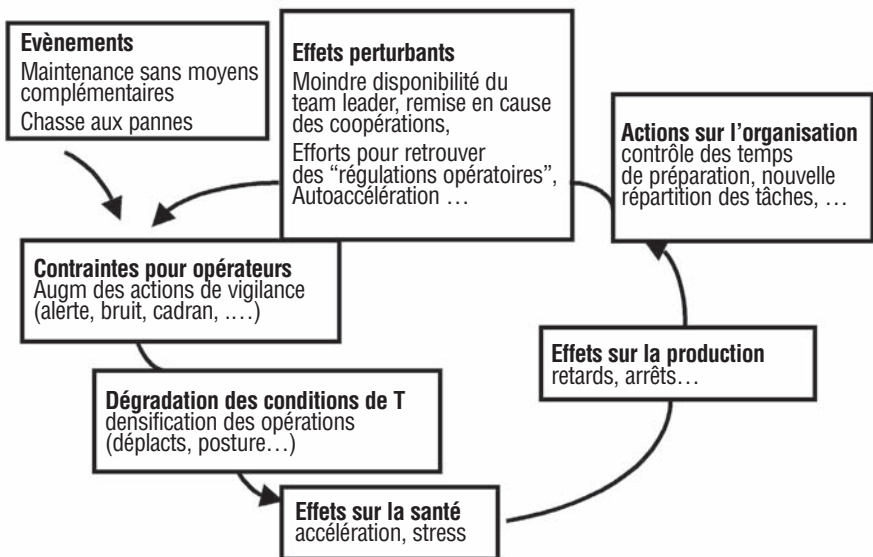 Evènements
Maintenance sans moyens
complémentaires
Chasse aux pannes
Effets perturbants
Moindre disponibilité du
team leader, remise en cause
des coopérations,
Efforts pour retrouver
des “régulations opératoires”,
Autoaccélération …
Actions sur l’organisation
contrôle des temps
de préparation, nouvelle
répartition des tâches, …
Contraintes pour opérateurs
Augm des actions de vigilance
(alerte, bruit, cadran, .…)
Effets sur la production
retards, arrêts…
Dégradation des conditions de T
densification des opérations
(déplacts, posture…)
Effets sur la santé
accélération, stress